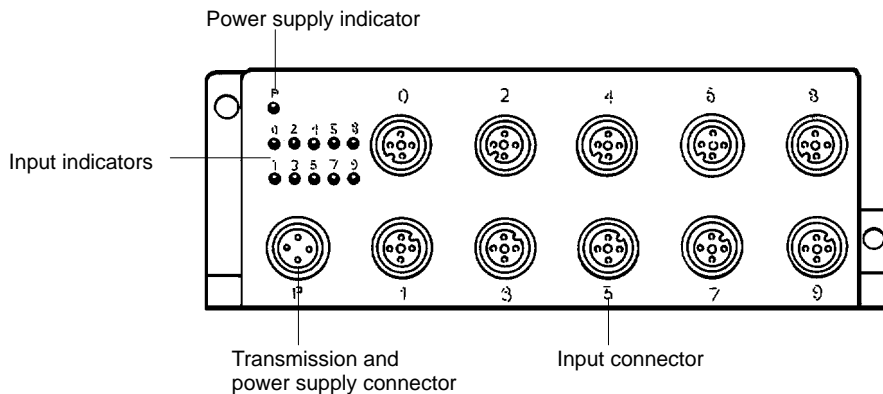 Power supply indicator
P
0 2 4 6 8
0 2 4 5 8
Input indicators
1 3 5 7 9
P 1 3 5 7 9
Transmission and
power supply connector
Input connector